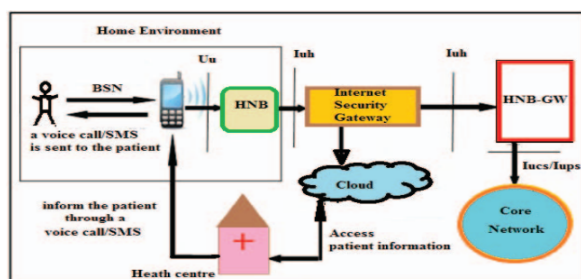 Home Environment
Uu
Iuh
Iuh
BSN
HNB
Internet
Security
Gateway
HNB-GW
a voice call/SMS
is sent to the patient
Iucs/Iups
Cloud
inform the patient
through a
voice call/SMS
Core
Network
Access
patient information
Heath centre